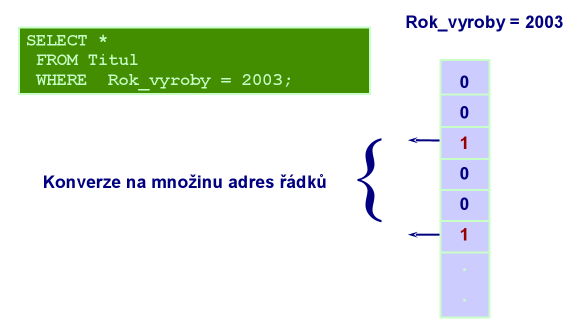 Rok_vyroby = 2003
SELECT *
FROM Titul
WHERE  Rok_vyroby = 2003;
0
0
1
0
0
1
.
.
Konverze na množinu adres řádků